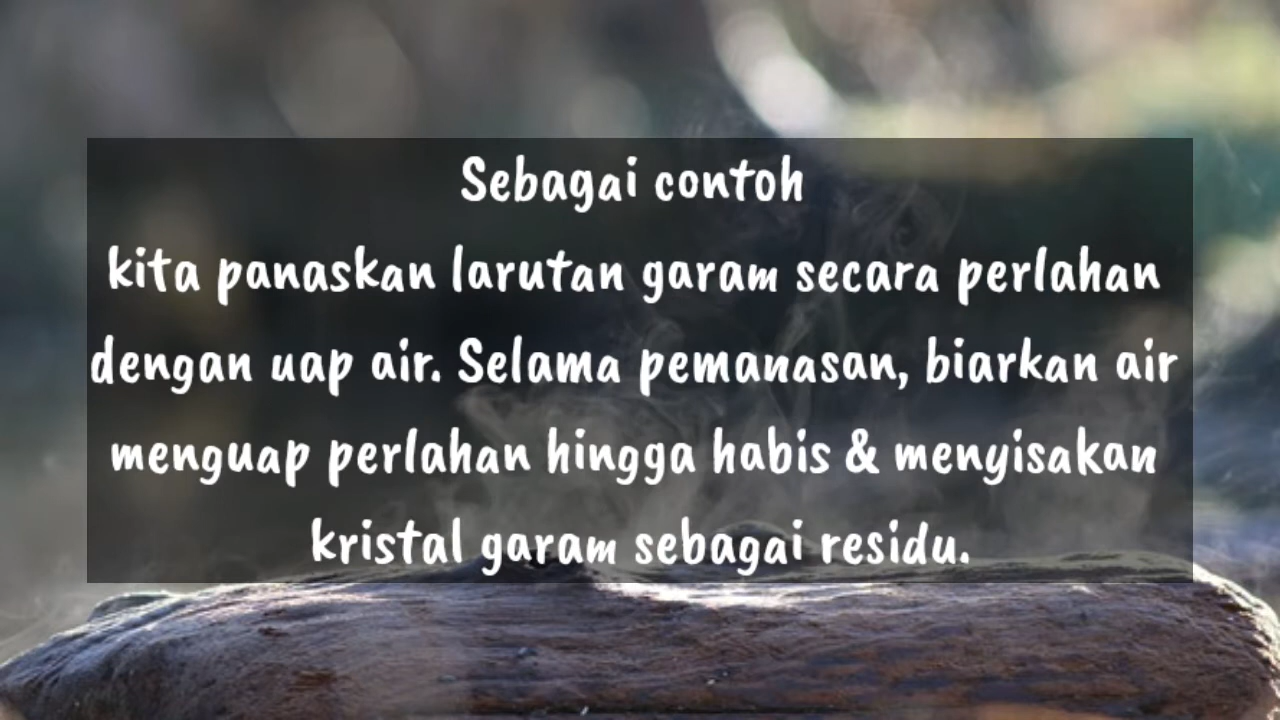 Sebagai contoh
kita panaskan larutan garam secara perlahan
dengan uap air. Selama pemanasan, biarkan air
menguap perlahan hingga habis & menyisakan
kristal garam sebagai residu.